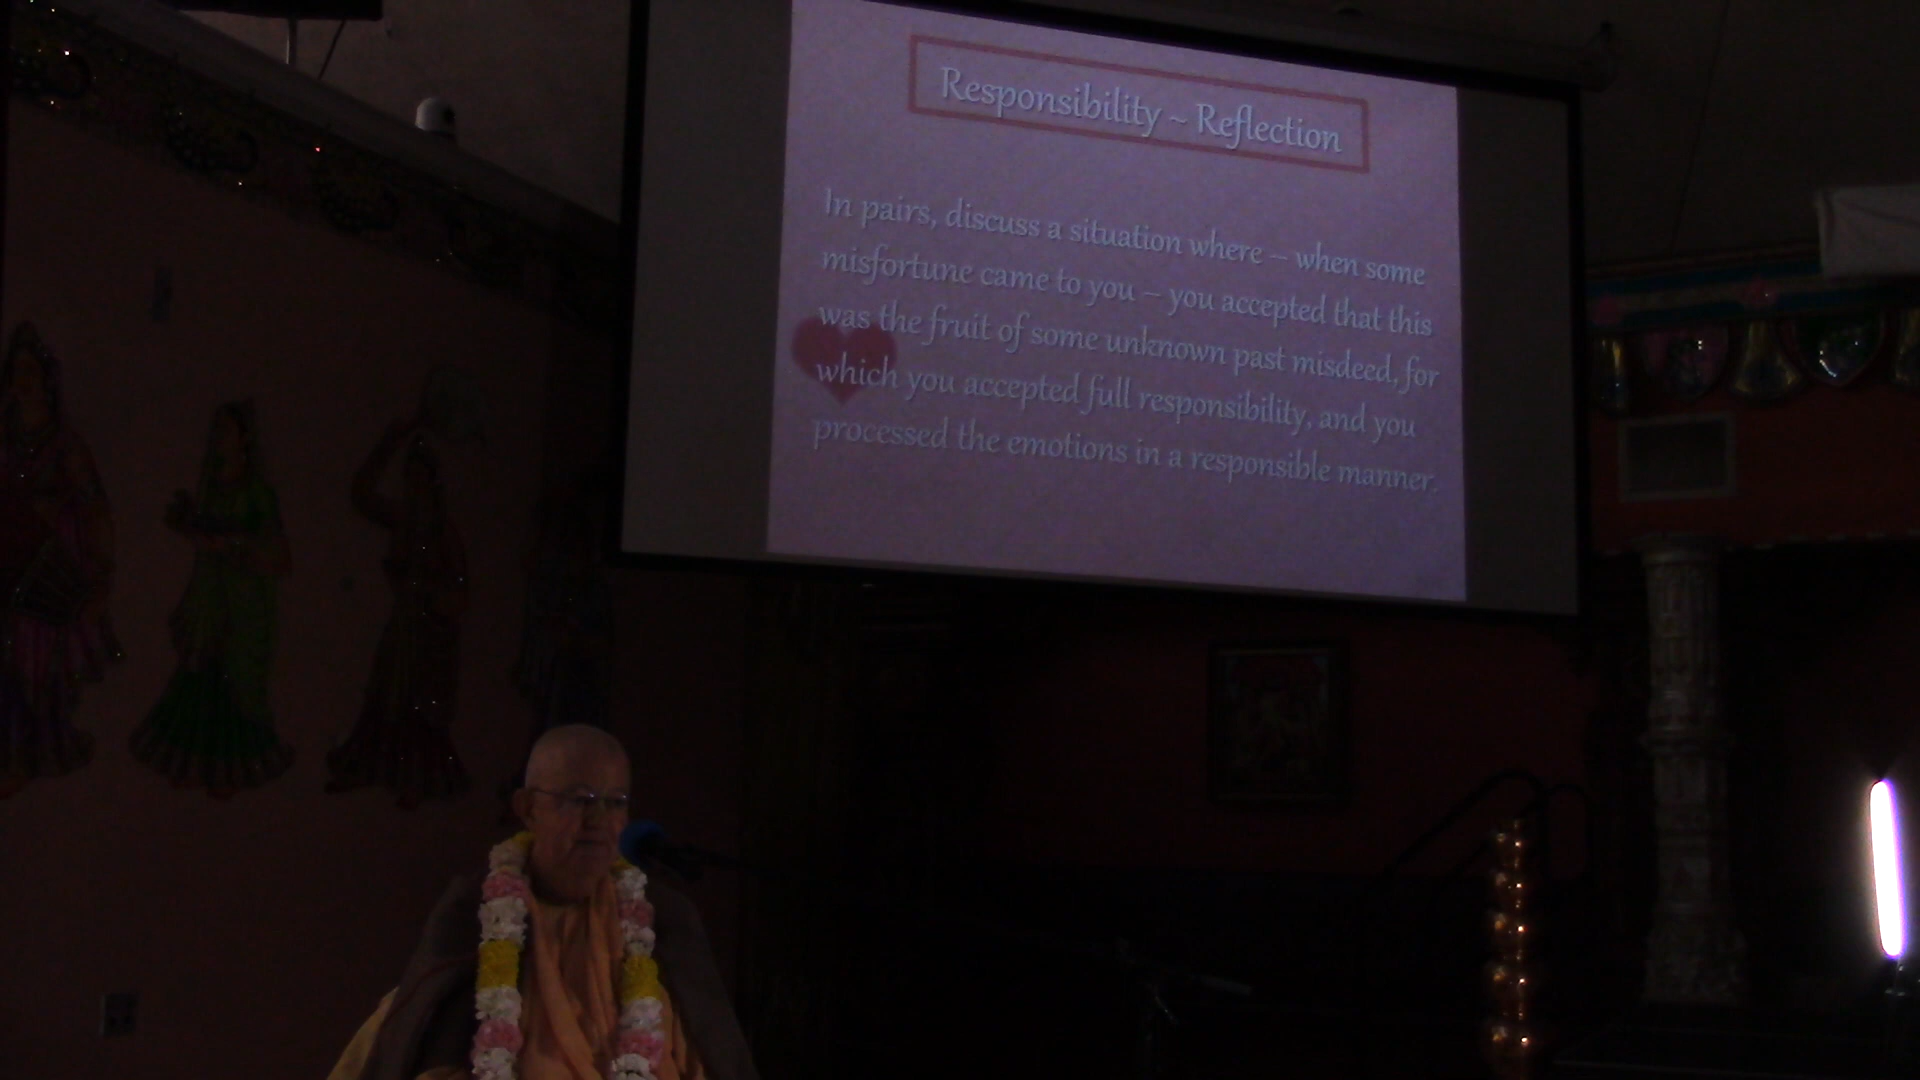 Responsibility ~ Reflection
In pairs, discuss a situation where – when some
misfortune came to you – you accepted that this
was the fruit of some unknown past misdeed, for
which you accepted full responsibility, and you
processed the emotions in a responsible manner.